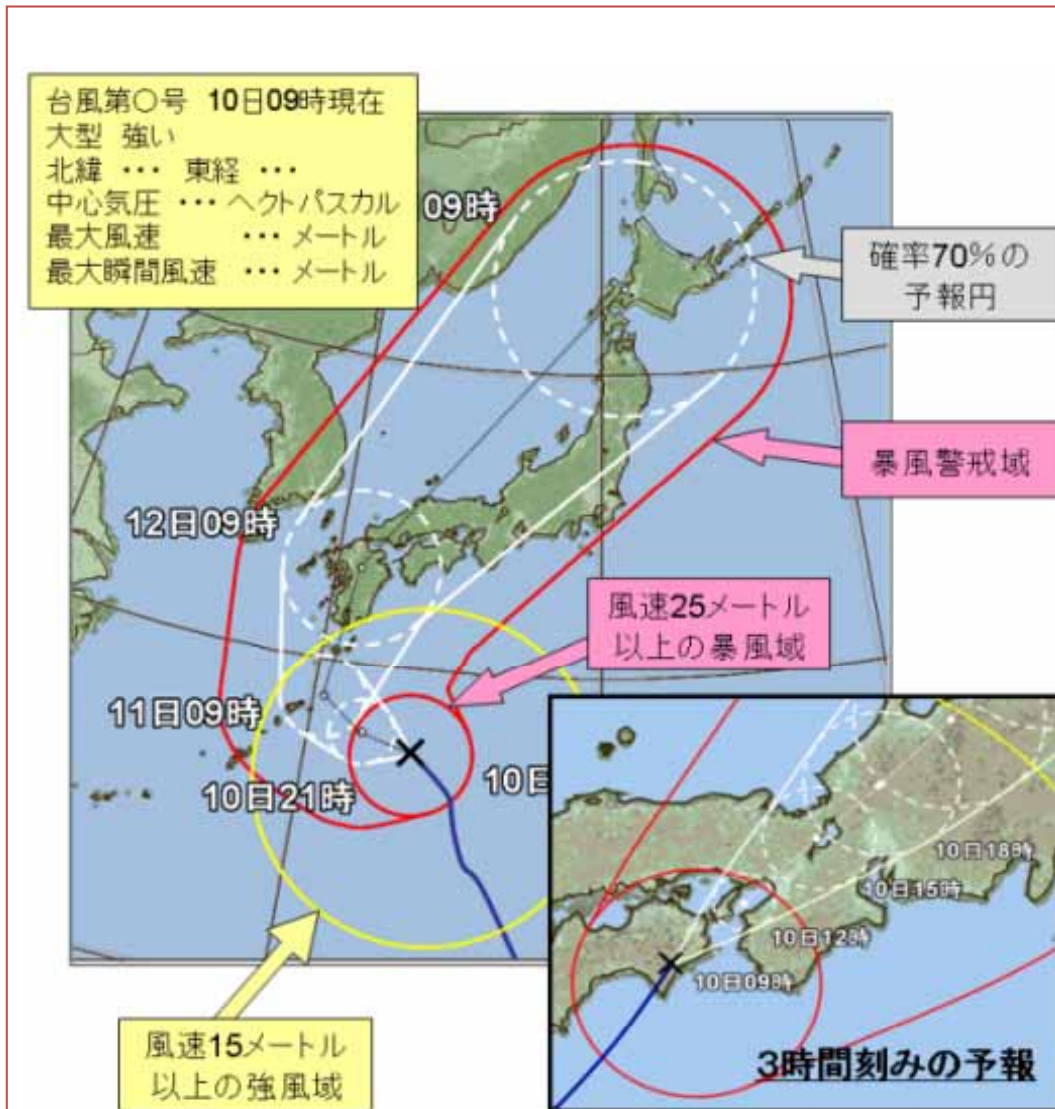 台風第〇号 10日09時現在
大型 強い
北緯 ・・・ 東経 ・・・
中心気圧 ・・・ ヘクトパスカル
最大風速 ・・・ メートル
最大瞬間風速 ・・・ メートル
09時
確率70%の
予報円
暴風警戒域
12日09時
風速25メートル
以上の暴風域
11日09時
10日21時
10日
風速15メートル
以上の強風域
10日18時
10日15時
10日12時
10日09時
3時間刻みの予報